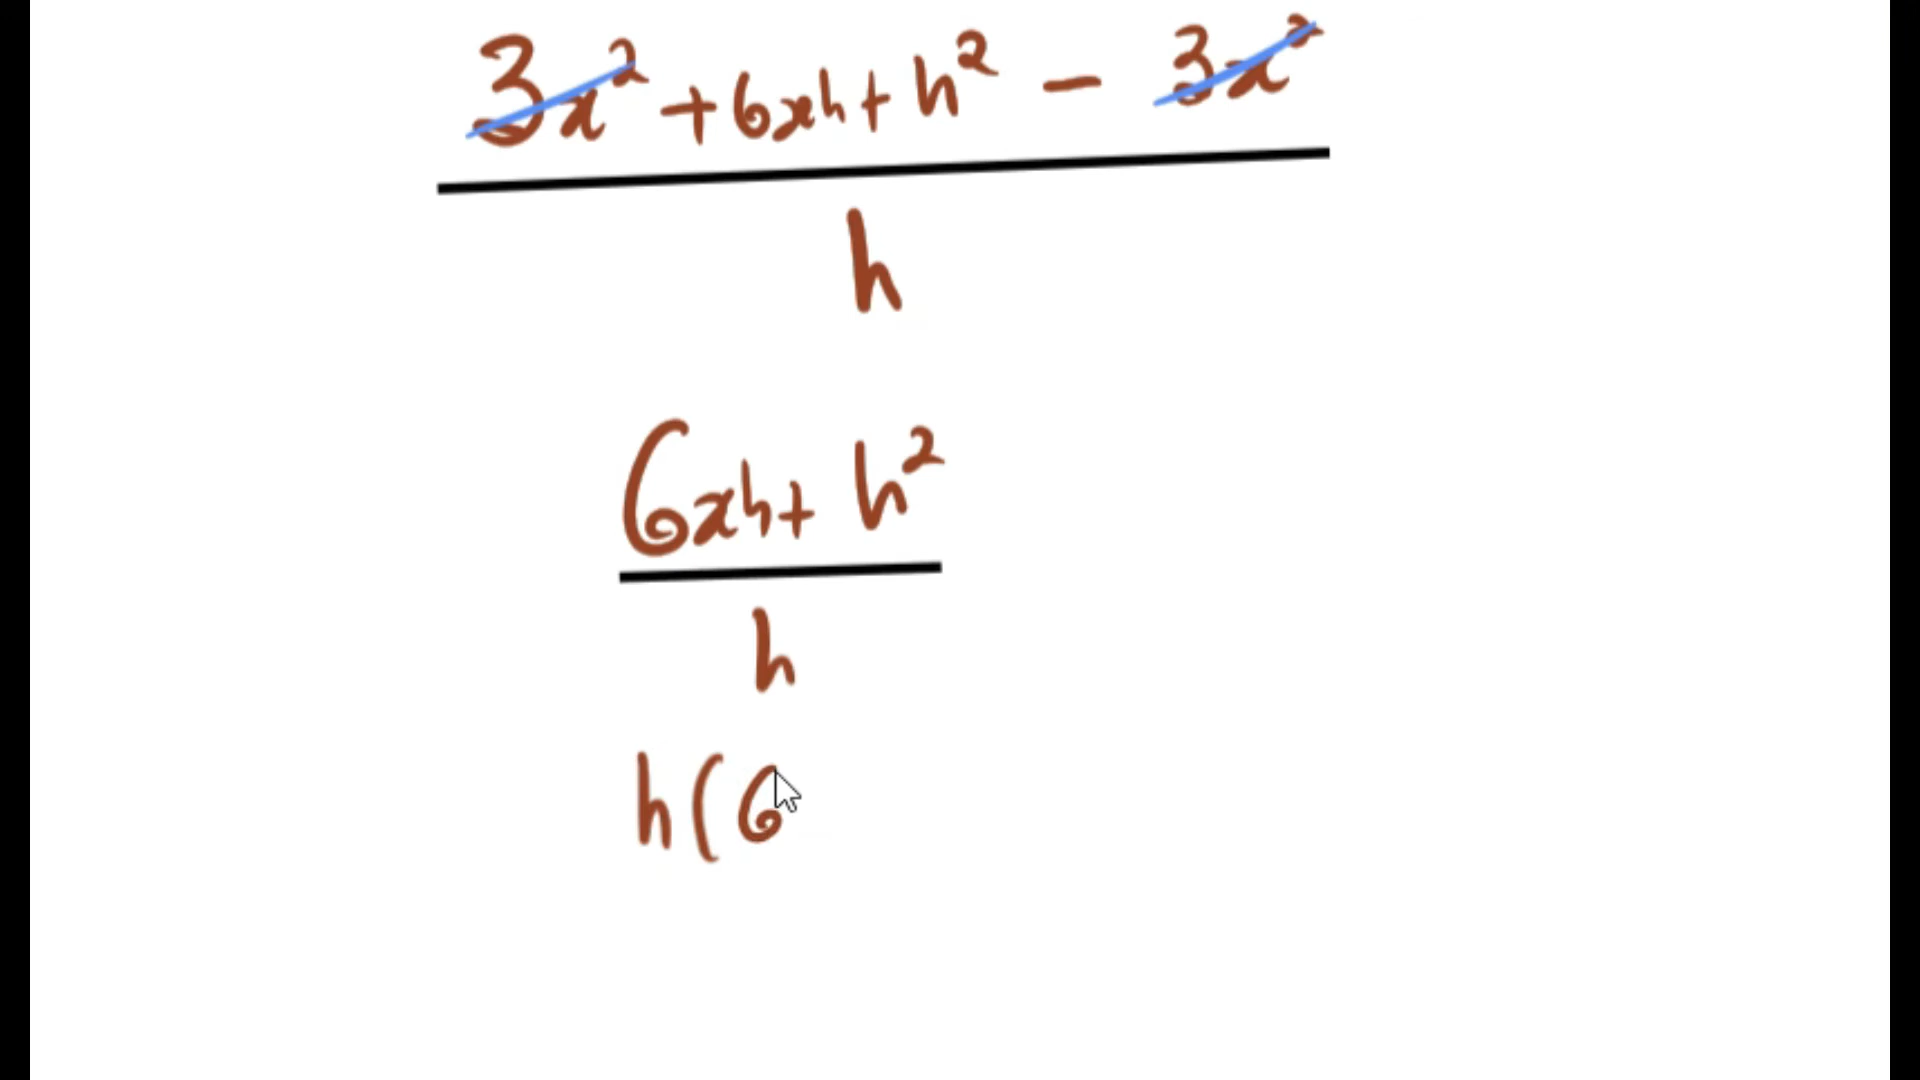 3x² + 6xh + h² − 3x²
h
6xh + h²
h
h(6